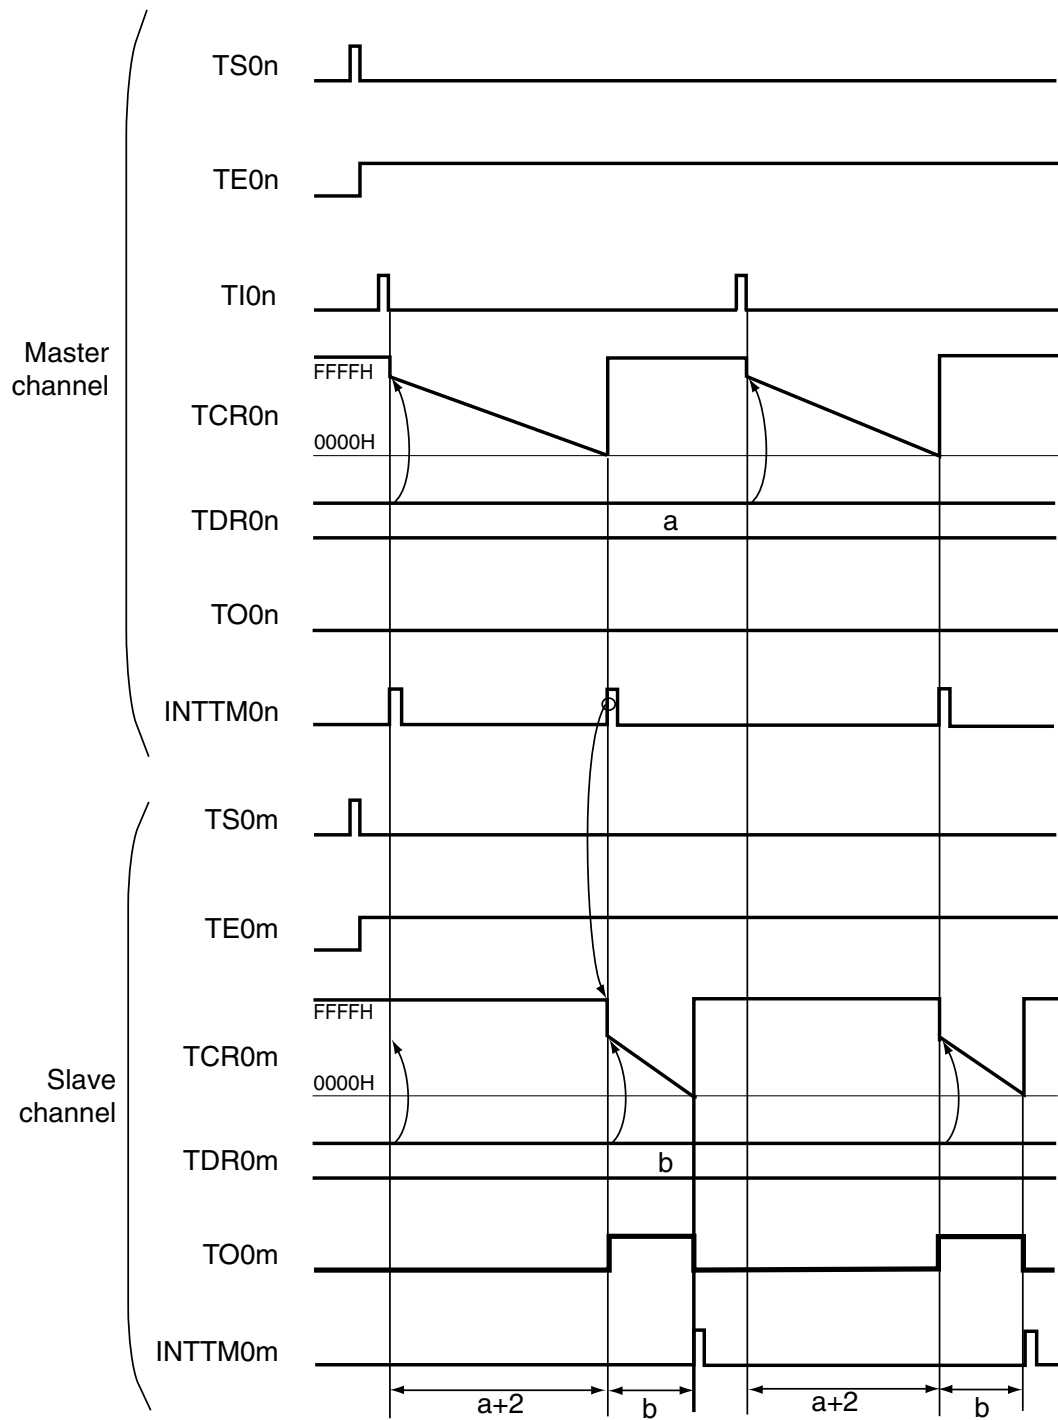 TS0n
TE0n
TI0n
Master
channel
FFFFH
TCR0n
0000H
TDR0n
a
TO0n
INTTM0n
TS0m
TE0m
FFFFH
TCR0m
0000H
Slave
channel
TDR0m
b
TO0m
INTTM0m
a+2
b
a+2
b